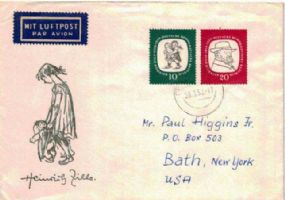 MIT LUFTPOST
PAR AVION
10
20
Mr. Paul Higgins Jr.
P.O. Box 503
Bath, New York
USA
Heinrich Zille.